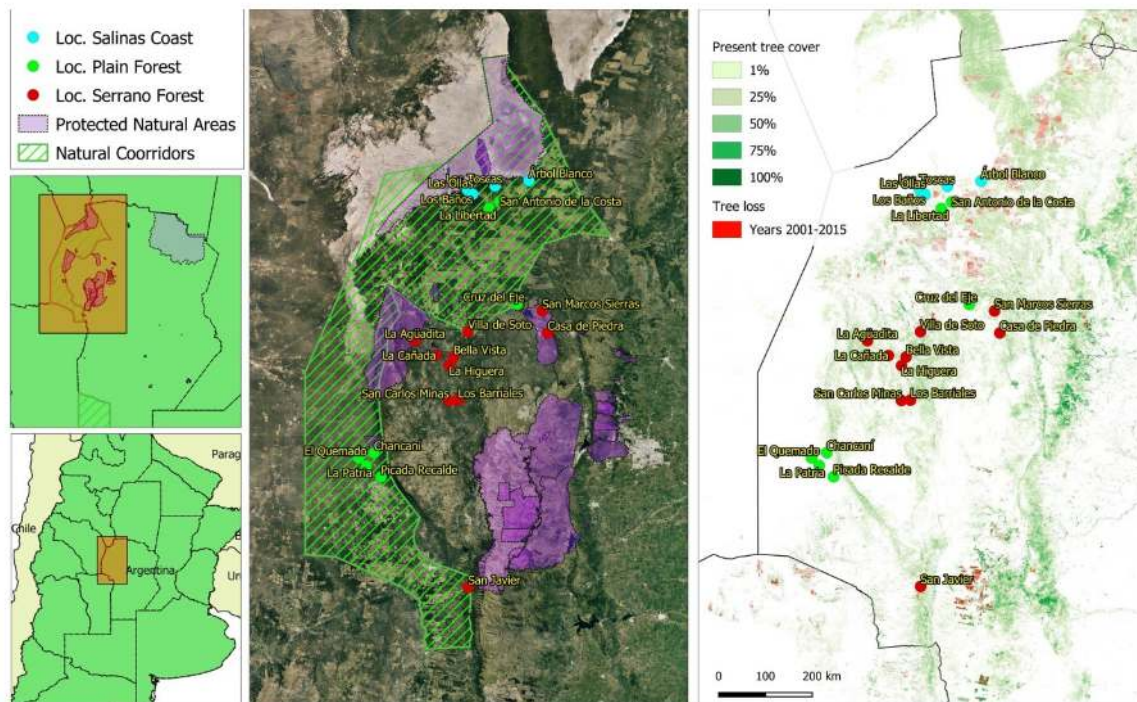 Loc. Salinas Coast
Loc. Plain Forest
Loc. Serrano Forest
Protected Natural Areas
Natural Coorridors
Parag
Chile
Argentina
Ur
Las Toscas
Árbol Blanco
Las Ollas
Los Baños
San Antonio de la Costa
La Libertad
Cruz del Eje
San Marcos Sierras
La Agüadita
Villa de Soto
Casa de Piedra
La Cañada
Bella Vista
La Higuera
San Carlos Minas
Los Barriales
El Quemado
Chancaní
La Patria
Picada Recalde
San Javier
Present tree cover
1%
25%
50%
75%
100%
Tree loss
Years 2001-2015
Árbol Blanco
Las Ollas
Los Baños
San Antonio de la Costa
La Libertad
Cruz del Eje
San Marcos Sierras
La Agüadita
Villa de Soto
Casa de Piedra
La Cañada
Bella Vista
La Higuera
San Carlos Minas
Los Barriales
El Quemado
Chancaní
La Patria
Picada Recalde
San Javier
0 100 200 km